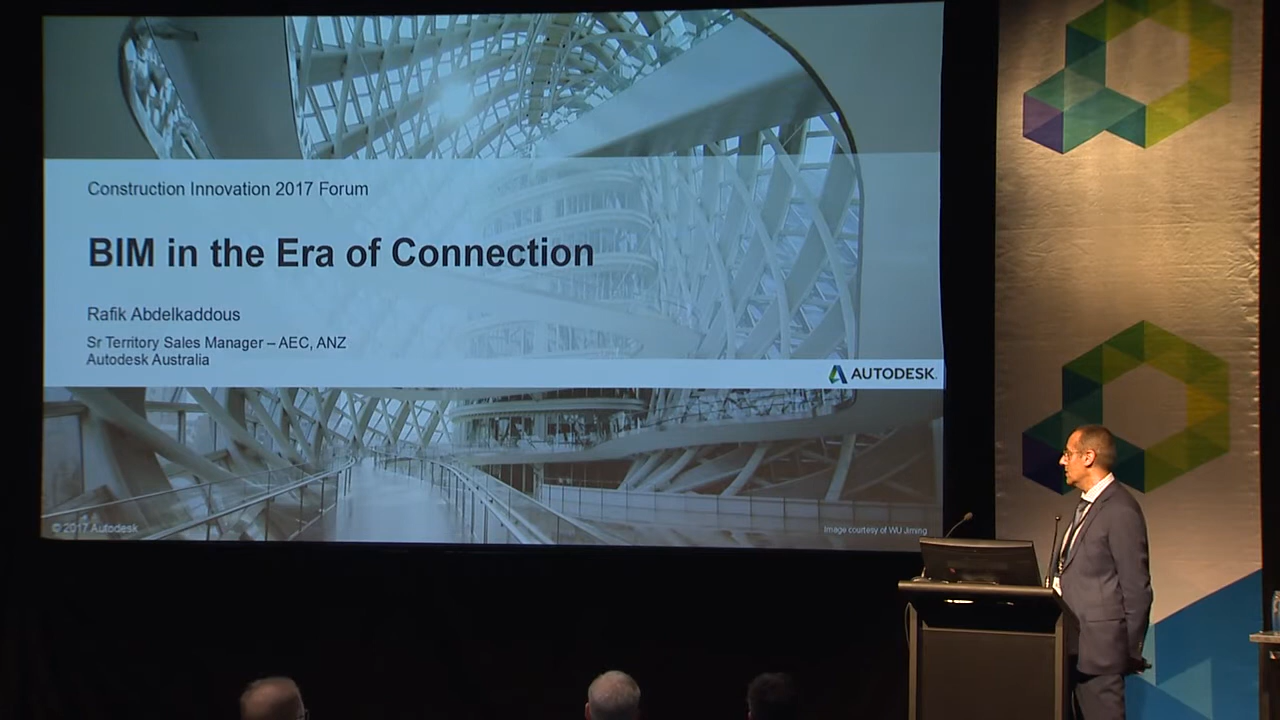 Construction Innovation 2017 Forum
BIM in the Era of Connection
Rafik Abdelkaddous
Sr Territory Sales Manager – AEC, ANZ
Autodesk Australia
AUTODESK.
© 2017 Autodesk
Image courtesy of WU Jiming